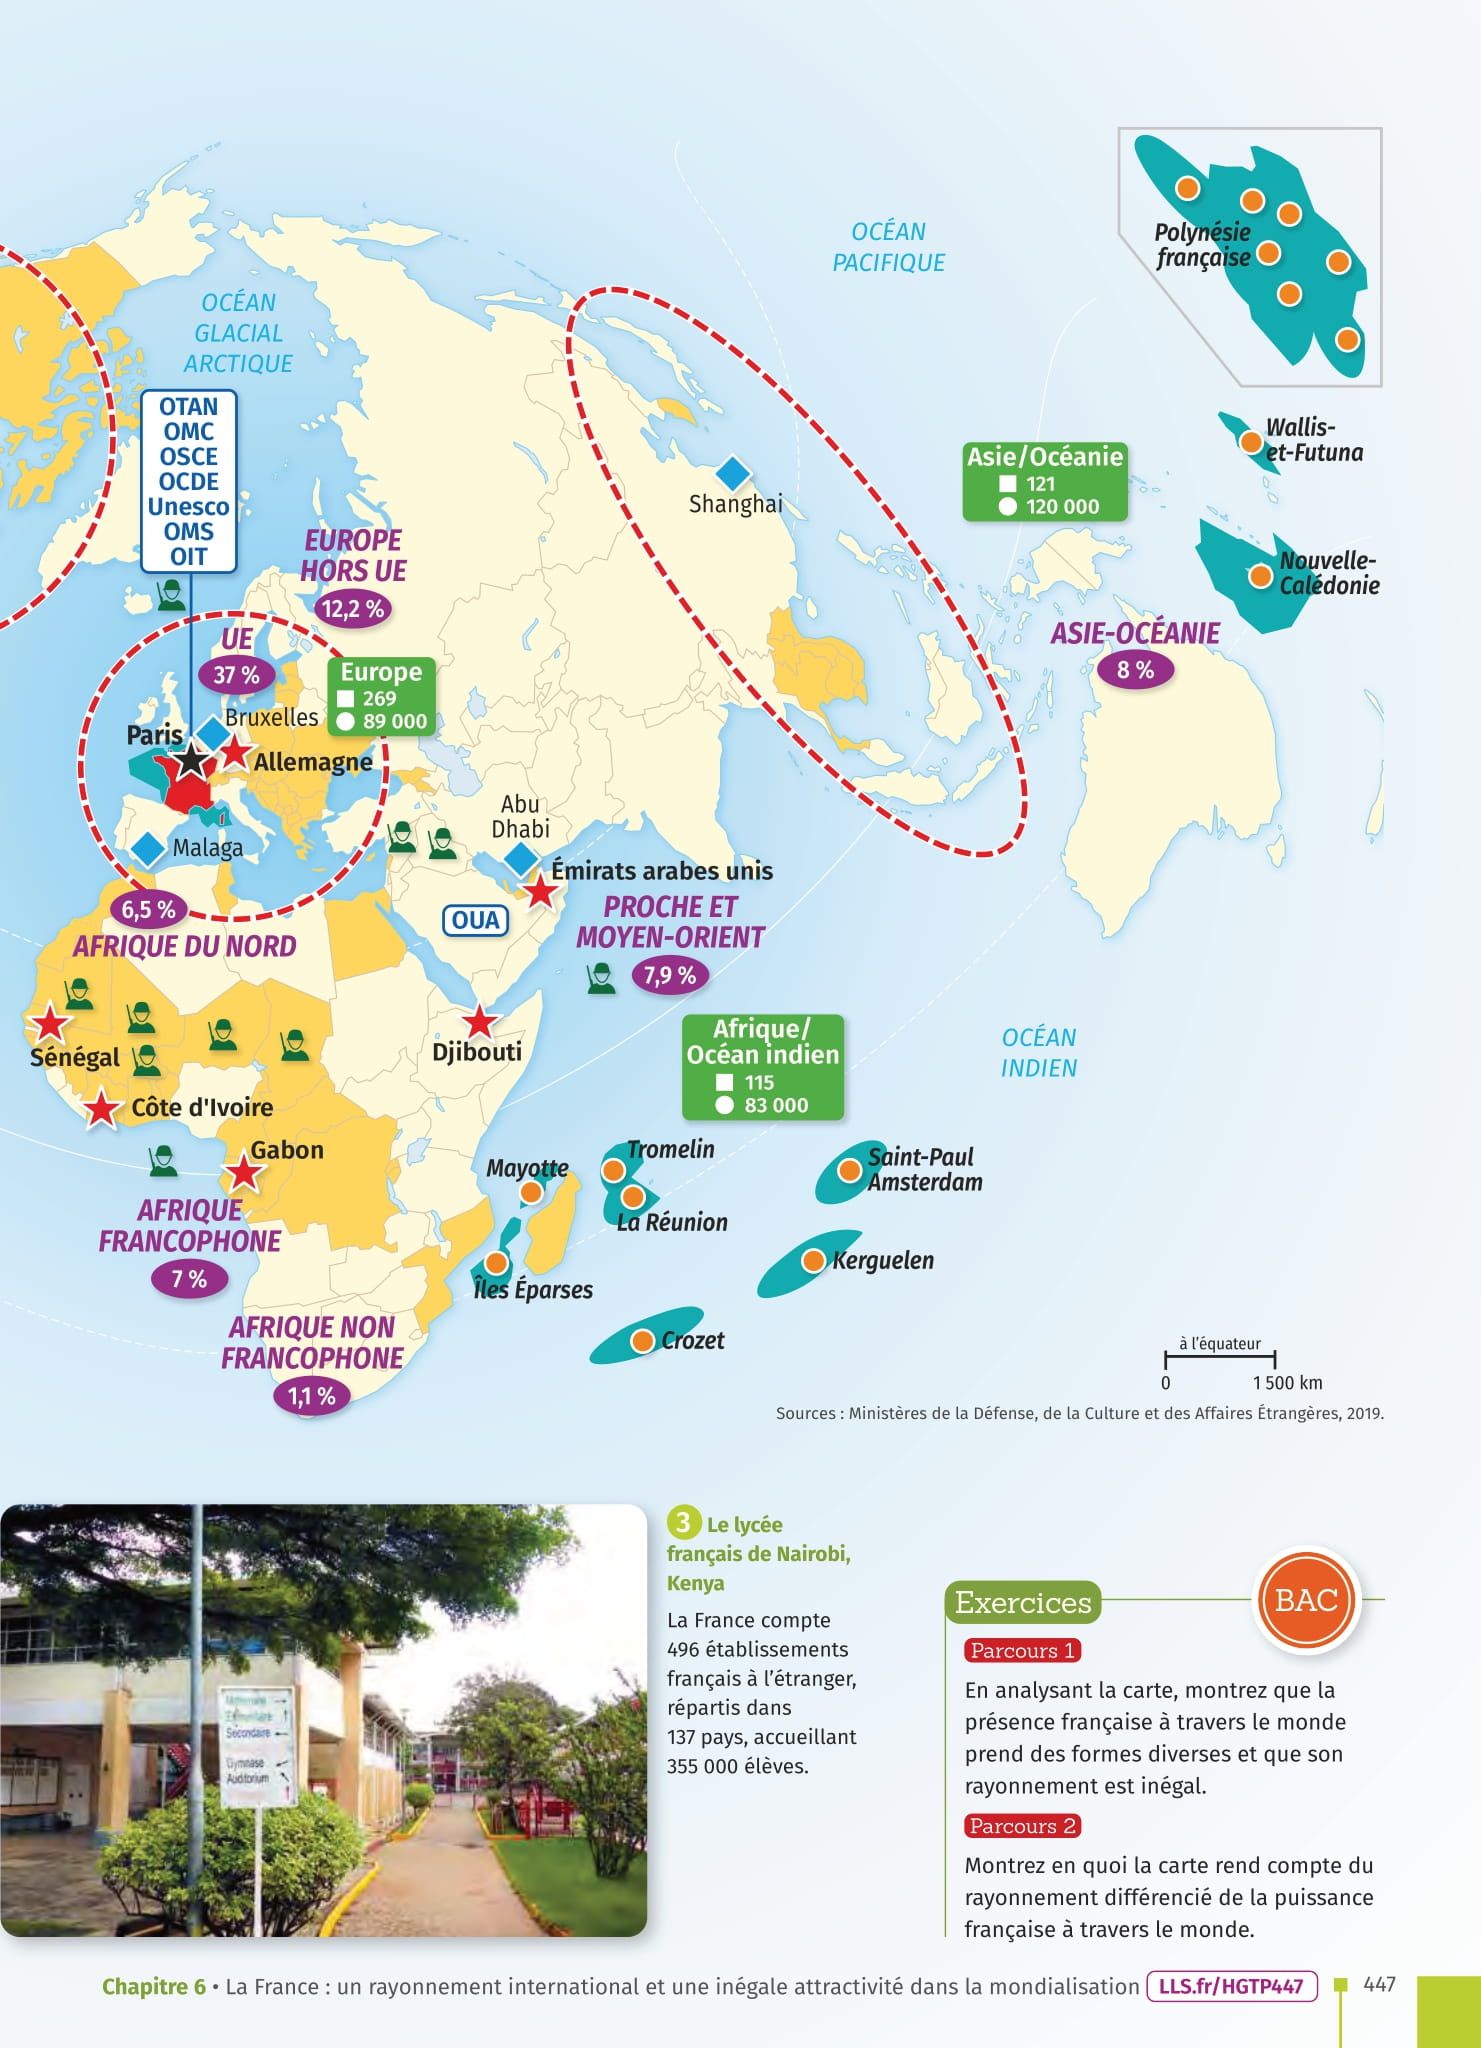 OCÉAN
PACIFIQUE
Polynésie
française
OCÉAN
GLACIAL
ARCTIQUE
OTAN
OMC
OSCE
OCDE
Unesco
OMS
OIT
Wallis-
et-Futuna
Asie/Océanie
121
120 000
Shanghai
EUROPE
HORS UE
12,2 %
Nouvelle-
Calédonie
UE
37 %
ASIE-OCÉANIE
8 %
Europe
269
89 000
Bruxelles
Paris
Allemagne
Abu
Dhabi
Malaga
Émirats arabes unis
6,5 %
AFRIQUE DU NORD
OUA
PROCHE ET
MOYEN-ORIENT
7,9 %
Sénégal
Djibouti
Afrique/
Océan indien
115
83 000
OCÉAN
INDIEN
Côte d'Ivoire
Gabon
Tromelin
Mayotte
Saint-Paul
Amsterdam
La Réunion
AFRIQUE
FRANCOPHONE
7 %
Kerguelen
Îles Éparses
AFRIQUE NON
FRANCOPHONE
1,1 %
Crozet
à l'équateur
0 1 500 km
Sources : Ministères de la Défense, de la Culture et des Affaires Étrangères, 2019.
Maternelle
Élémentaire
Secondaire
Gymnase
Auditorium
3 Le lycée
français de Nairobi,
Kenya
La France compte
496 établissements
français à l'étranger,
répartis dans
137 pays, accueillant
355 000 élèves.
Exercices
BAC
Parcours 1
En analysant la carte, montrez que la
présence française à travers le monde
prend des formes diverses et que son
rayonnement est inégal.
Parcours 2
Montrez en quoi la carte rend compte du
rayonnement différencié de la puissance
française à travers le monde.
Chapitre 6 • La France : un rayonnement international et une inégale attractivité dans la mondialisation LLS.fr/HGTP447 447